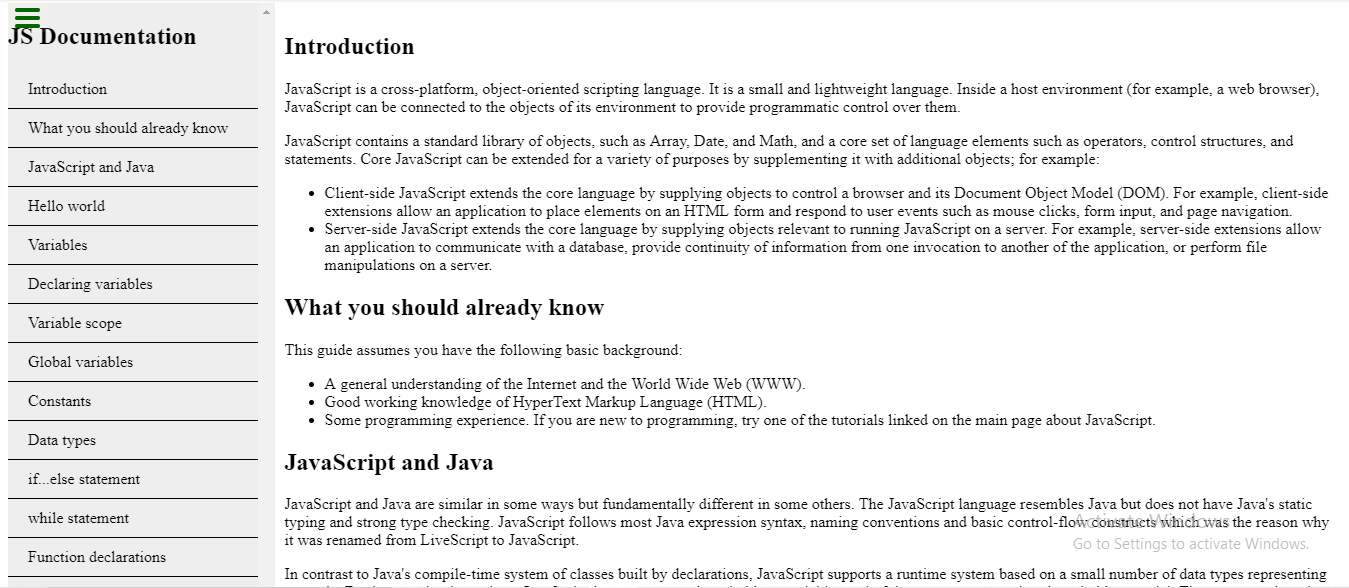 JS Documentation
Introduction
What you should already know
JavaScript and Java
Hello world
Variables
Declaring variables
Variable scope
Global variables
Constants
Data types
if...else statement
while statement
Function declarations
Introduction
JavaScript is a cross-platform, object-oriented scripting language. It is a small and lightweight language. Inside a host environment (for example, a web browser),
JavaScript can be connected to the objects of its environment to provide programmatic control over them.
JavaScript contains a standard library of objects, such as Array, Date, and Math, and a core set of language elements such as operators, control structures, and
statements. Core JavaScript can be extended for a variety of purposes by supplementing it with additional objects; for example:
• Client-side JavaScript extends the core language by supplying objects to control a browser and its Document Object Model (DOM). For example, client-side
extensions allow an application to place elements on an HTML form and respond to user events such as mouse clicks, form input, and page navigation.
• Server-side JavaScript extends the core language by supplying objects relevant to running JavaScript on a server. For example, server-side extensions allow
an application to communicate with a database, provide continuity of information from one invocation to another of the application, or perform file
manipulations on a server.
What you should already know
This guide assumes you have the following basic background:
• A general understanding of the Internet and the World Wide Web (WWW).
• Good working knowledge of HyperText Markup Language (HTML).
• Some programming experience. If you are new to programming, try one of the tutorials linked on the main page about JavaScript.
JavaScript and Java
JavaScript and Java are similar in some ways but fundamentally different in some others. The JavaScript language resembles Java but does not have Java's static
typing and strong type checking. JavaScript follows most Java expression syntax, naming conventions and basic control-flow constructs which was the reason why
it was renamed from LiveScript to JavaScript.
In contrast to Java's compile-time system of classes built by declarations, JavaScript supports a runtime system based on a small number of data types representing
Activate Windows
Go to Settings to activate Windows.